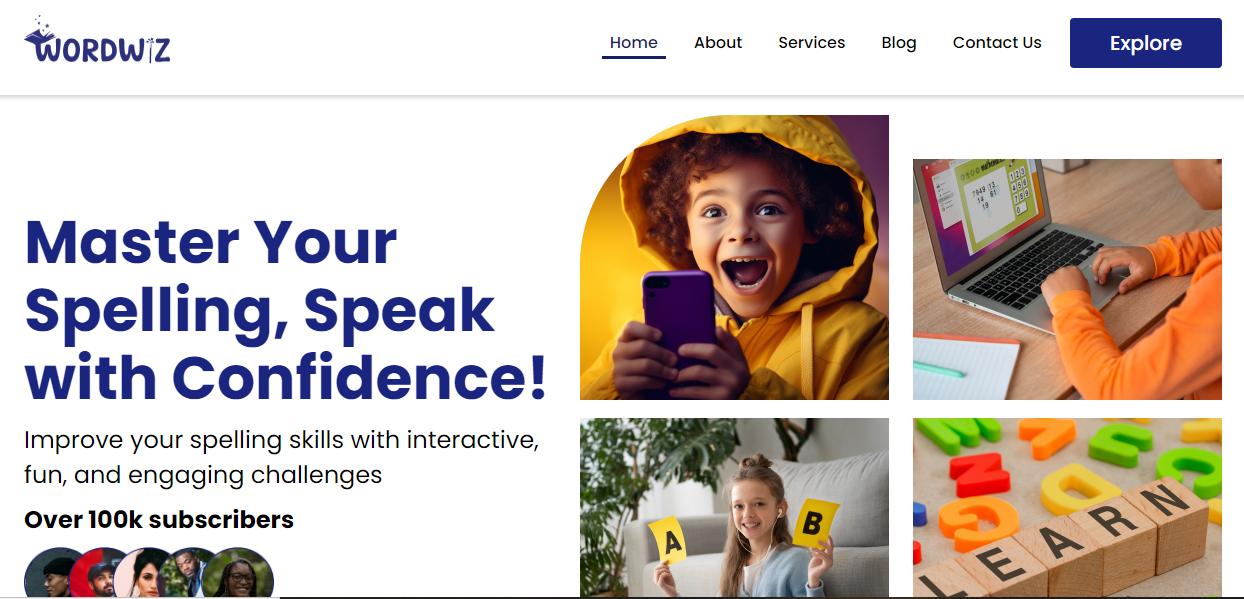 WORDWIZ
Home
About
Services
Blog
Contact Us
Explore
Master Your
Spelling, Speak
with Confidence!
Improve your spelling skills with interactive,
fun, and engaging challenges
Over 100k subscribers
A
B
LEARN